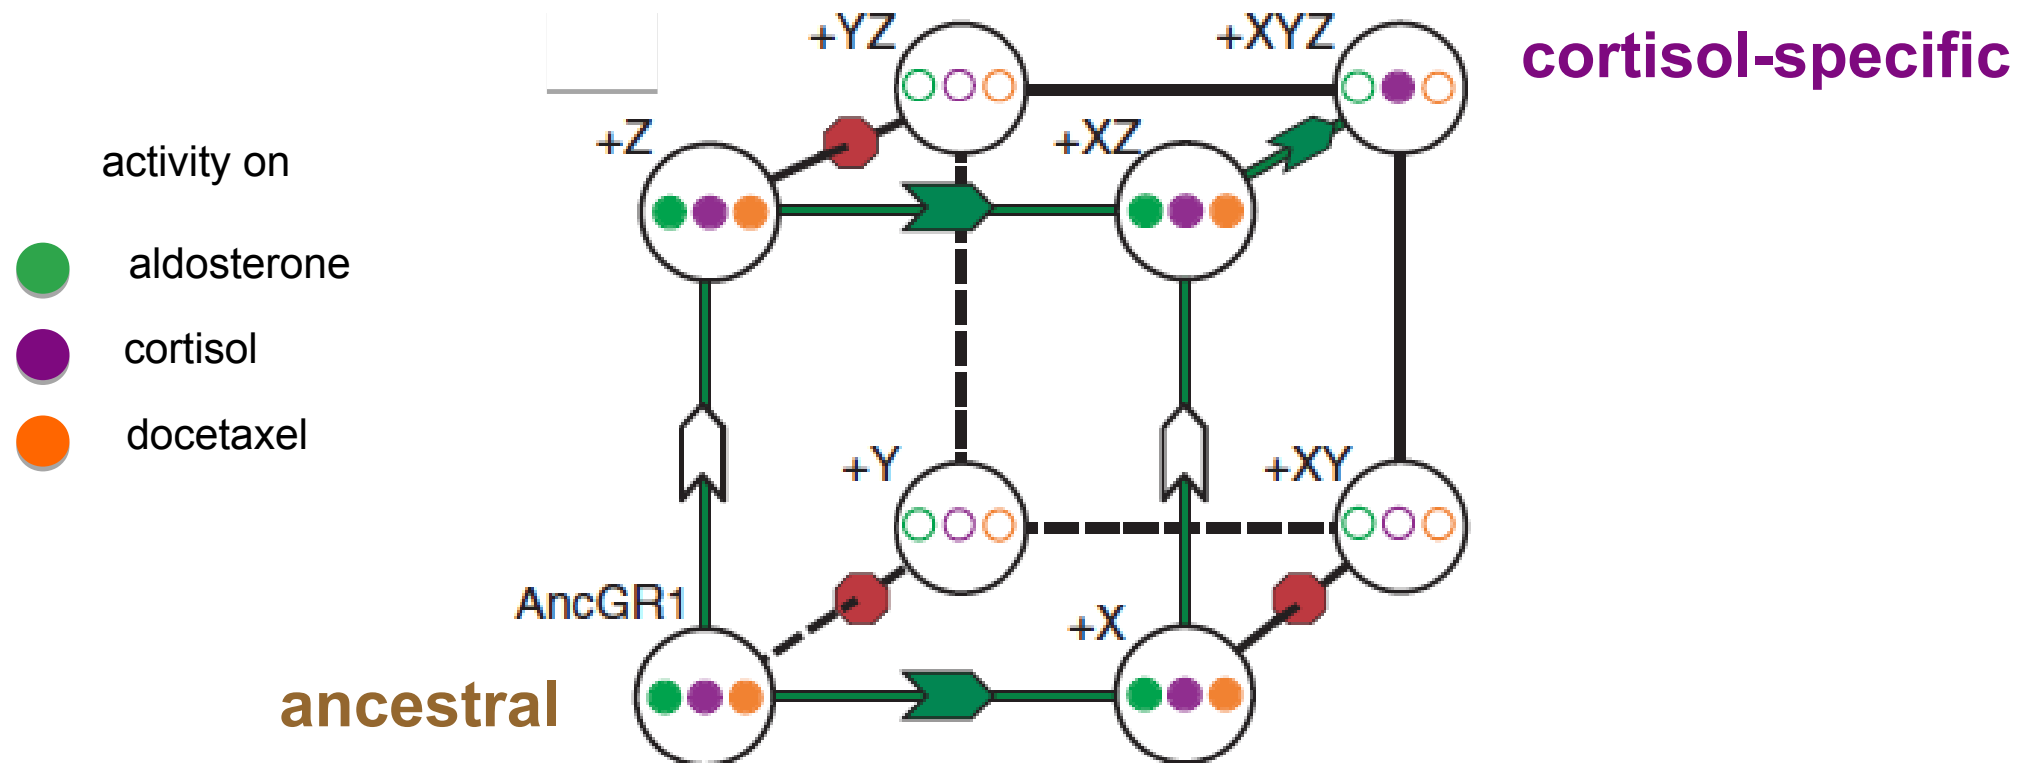 +YZ
+XYZ
cortisol-specific
+Z
+XZ
activity on
aldosterone
cortisol
docetaxel
+Y
+XY
AncGR1
+X
ancestral